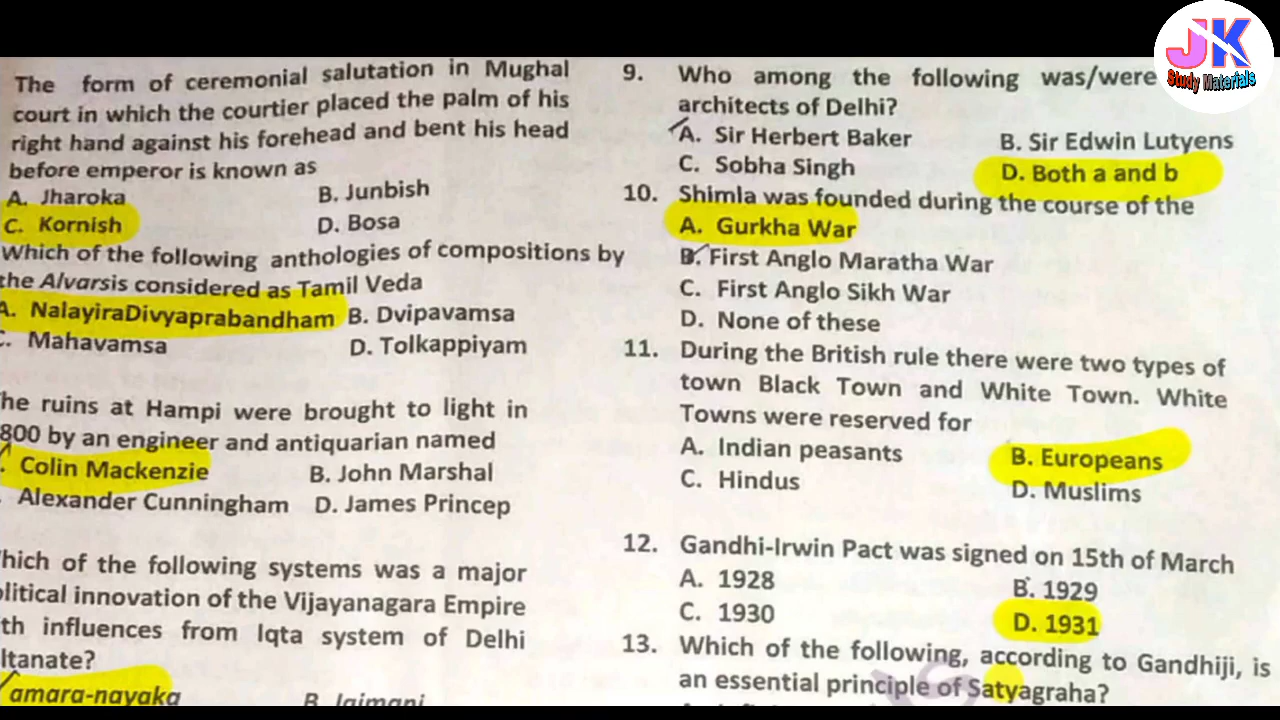 JK
Study Materials
The form of ceremonial salutation in Mughal
court in which the courtier placed the palm of his
right hand against his forehead and bent his head
before emperor is known as
A. Jharoka B. Junbish
C. Kornish D. Bosa
Which of the following anthologies of compositions by
the Alvarsis considered as Tamil Veda
A. NalayiraDivyaprabandham B. Dvipavamsa
C. Mahavamsa D. Tolkappiyam
he ruins at Hampi were brought to light in
800 by an engineer and antiquarian named
Colin Mackenzie B. John Marshal
Alexander Cunningham D. James Princep
hich of the following systems was a major
litical innovation of the Vijayanagara Empire
th influences from Iqta system of Delhi
ltanate?
amara-nayaka B. Iqimani
9. Who among the following was/were
architects of Delhi?
A. Sir Herbert Baker B. Sir Edwin Lutyens
C. Sobha Singh D. Both a and b
10. Shimla was founded during the course of the
A. Gurkha War
B. First Anglo Maratha War
C. First Anglo Sikh War
D. None of these
11. During the British rule there were two types of
town Black Town and White Town. White
Towns were reserved for
A. Indian peasants B. Europeans
C. Hindus D. Muslims
12. Gandhi-Irwin Pact was signed on 15th of March
A. 1928 B. 1929
C. 1930 D. 1931
13. Which of the following, according to Gandhiji, is
an essential principle of Satyagraha?